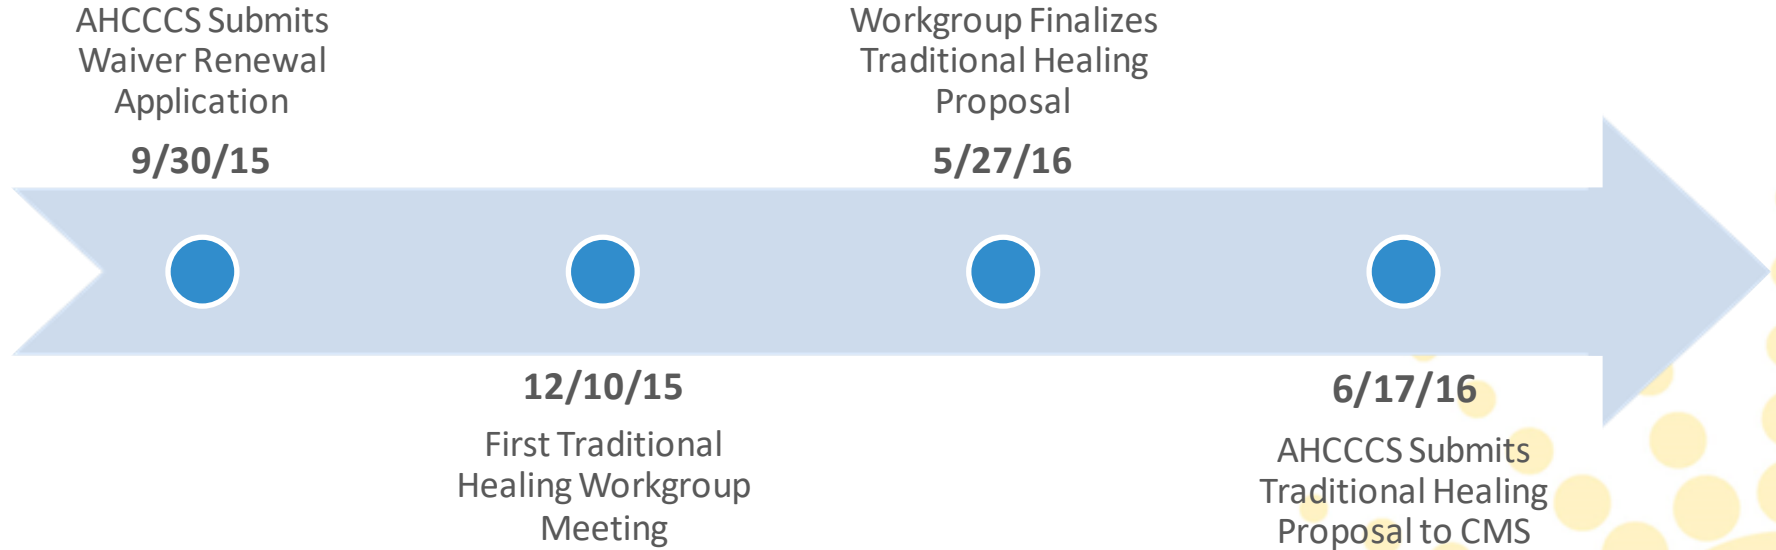 AHCCCS Submits
Waiver Renewal
Application
9/30/15
12/10/15
First Traditional
Healing Workgroup
Meeting
Workgroup Finalizes
Traditional Healing
Proposal
5/27/16
6/17/16
AHCCCS Submits
Traditional Healing
Proposal to CMS